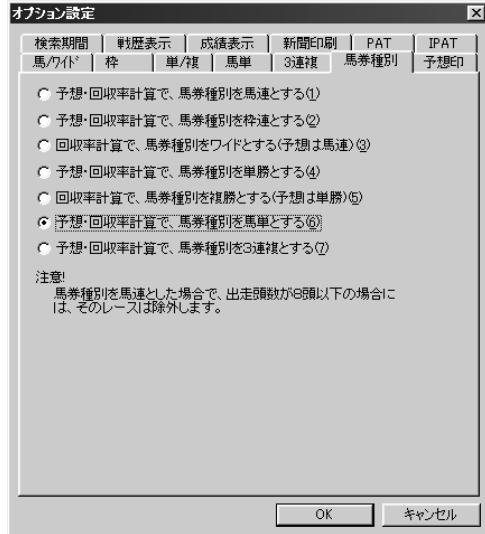 オプション設定
検索期間 戦歴表示 成績表示 新聞印刷 PAT IPAT
馬/ワイド 枠 単/複 馬単 3連複 馬券種別 予想印
予想・回収率計算で、馬券種別を馬連とする(1)
予想・回収率計算で、馬券種別を枠連とする(2)
回収率計算で、馬券種別をワイドとする(予想は馬連)(3)
予想・回収率計算で、馬券種別を単勝とする(4)
回収率計算で、馬券種別を複勝とする(予想は単勝)(5)
予想・回収率計算で、馬券種別を馬単とする(6)
予想・回収率計算で、馬券種別を3連複とする(7)
注意!
馬券種別を馬連とした場合で、出走頭数が8頭以下の場合に
は、そのレースは除外します。
OK キャンセル